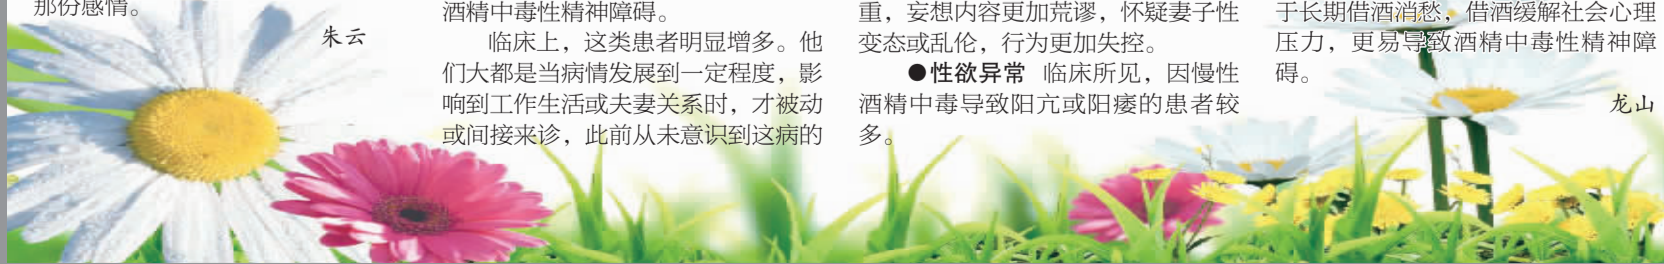 那份感情。
朱云
酒精中毒性精神障碍。
临床上，这类患者明显增多。他
们大都是当病情发展到一定程度，影
响到工作生活或夫妻关系时，才被动
或间接来诊，此前从未意识到这病的
重，妄想内容更加荒谬，怀疑妻子性
变态或乱伦，行为更加失控。
●性欲异常 临床所见，因慢性
酒精中毒导致阳亢或阳痿的患者较
多。
于长期借酒消愁，借酒缓解社会心理
压力，更易导致酒精中毒性精神障
碍。
龙山